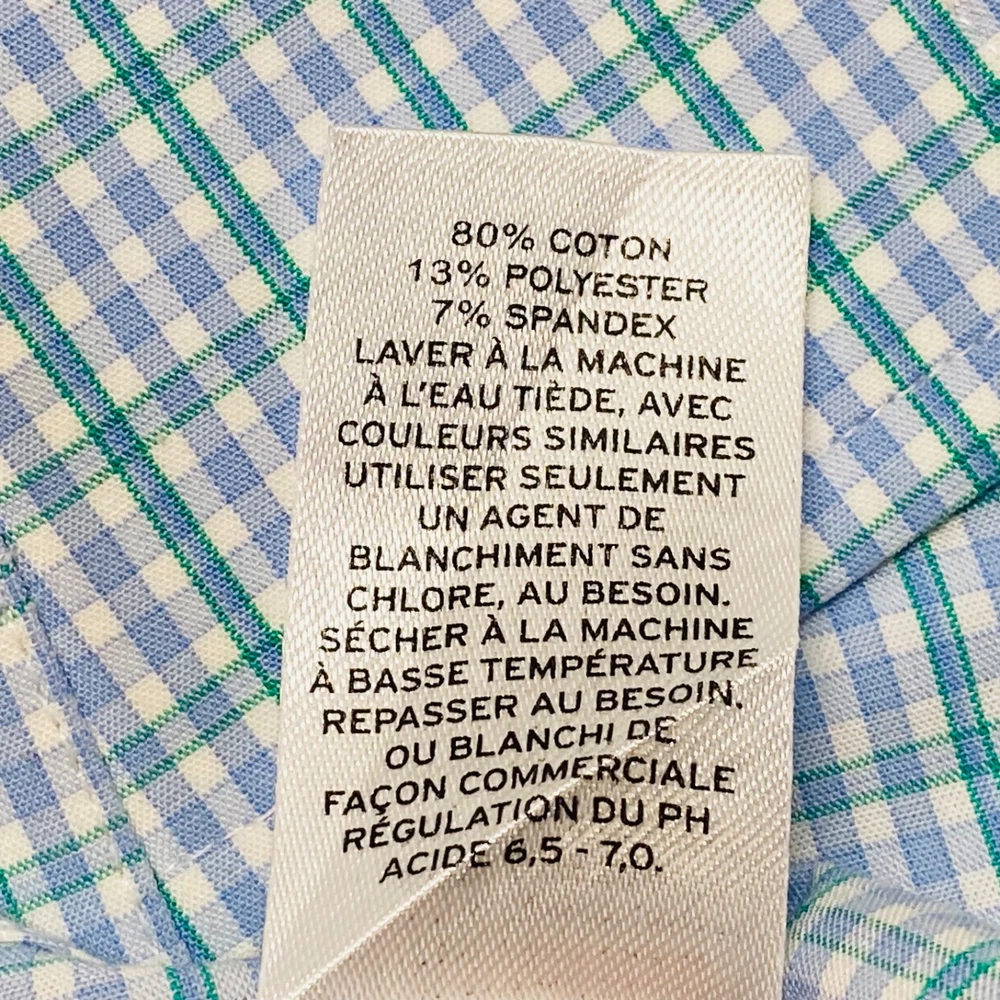 80% COTON
13% POLYESTER
7% SPANDEX
LAVER À LA MACHINE
À L'EAU TIÈDE, AVEC
COULEURS SIMILAIRES
UTILISER SEULEMENT
UN AGENT DE
BLANCHIMENT SANS
CHLORE, AU BESOIN.
SÉCHER À LA MACHINE
À BASSE TEMPÉRATURE
REPASSER AU BESOIN,
OU BLANCHI DE
FAÇON COMMERCIALE
RÉGULATION DU PH
ACIDE 6,5 - 7,0.